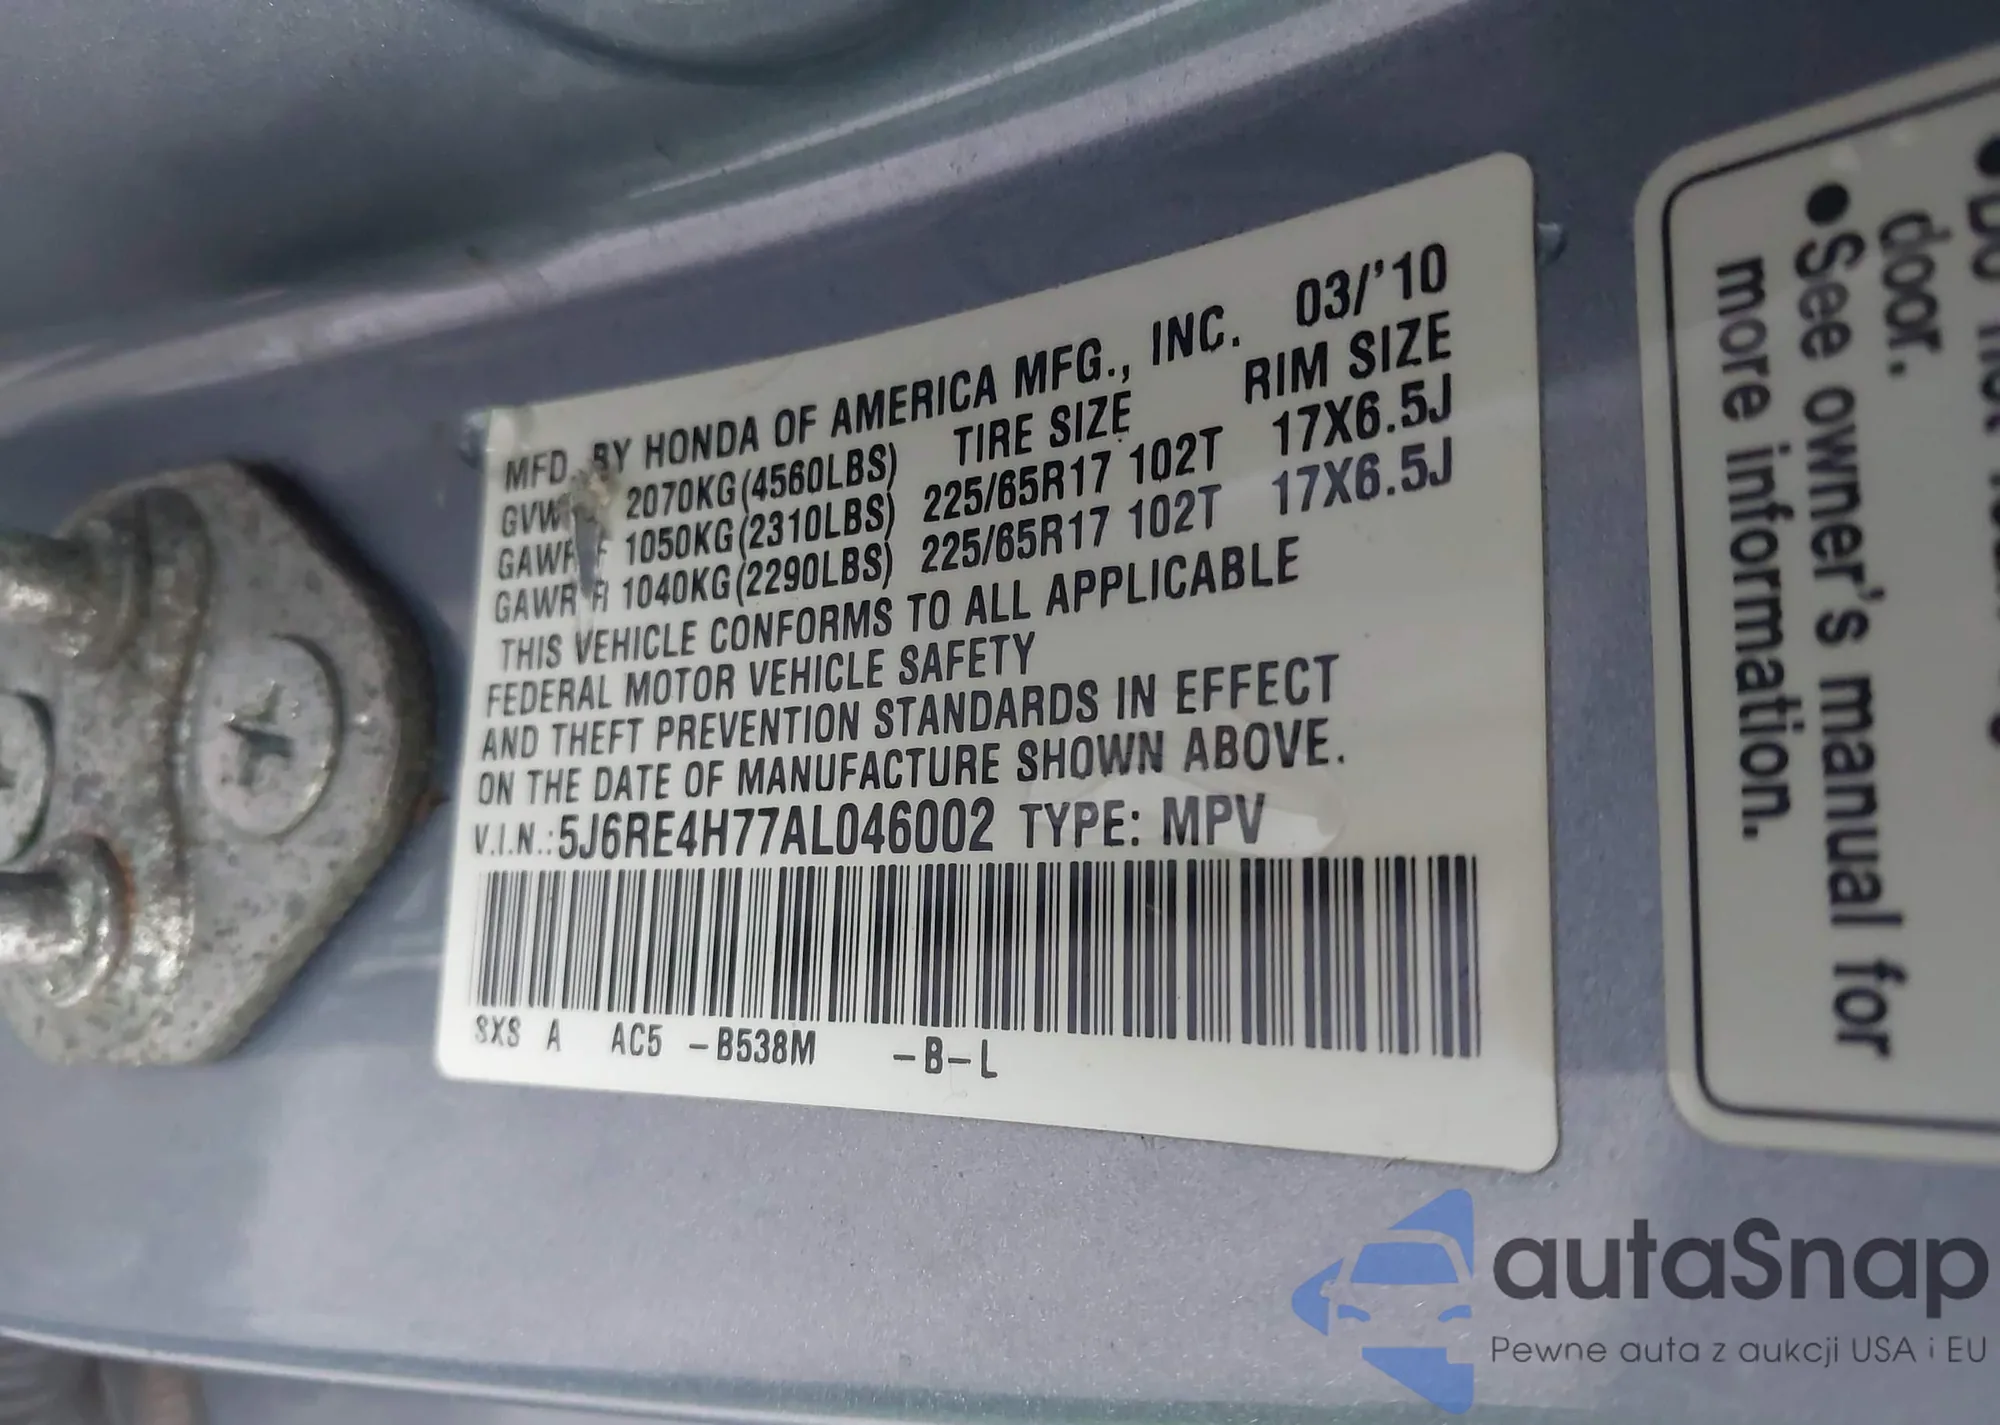 MFD. BY HONDA OF AMERICA MFG., INC. 03/'10
GVW 2070KG(4560LBS) TIRE SIZE RIM SIZE
GAWR F 1050KG(2310LBS) 225/65R17 102T 17X6.5J
GAWR R 1040KG(2290LBS) 225/65R17 102T 17X6.5J
THIS VEHICLE CONFORMS TO ALL APPLICABLE
FEDERAL MOTOR VEHICLE SAFETY
AND THEFT PREVENTION STANDARDS IN EFFECT
ON THE DATE OF MANUFACTURE SHOWN ABOVE.
V.I.N.: 5J6RE4H77AL046002 TYPE: MPV
SXS A AC5 -B538M -B-L
door.
•See owner's manual for
more information.
autaSnap
Pewne auta z aukcji USA i EU